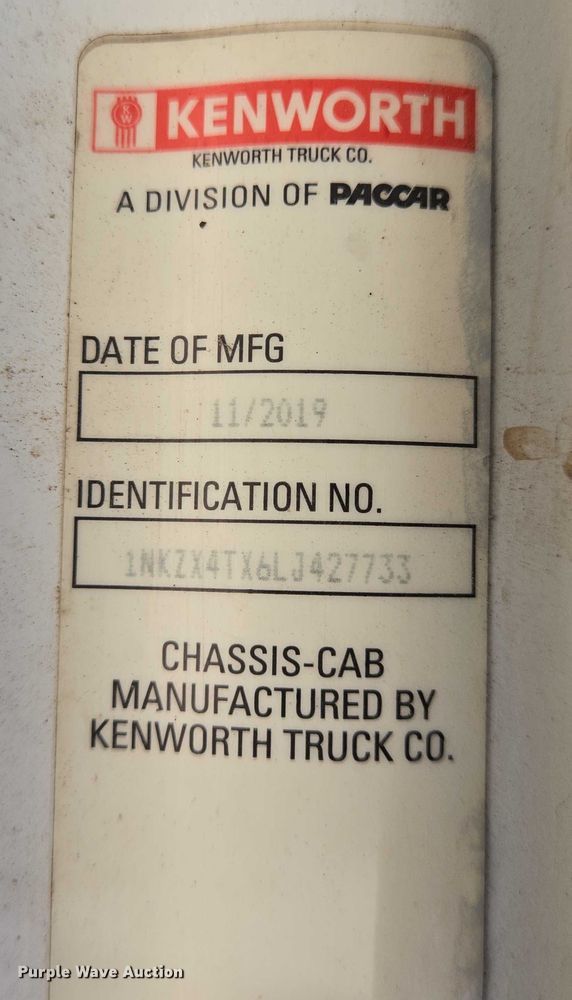 KW KENWORTH
KENWORTH TRUCK CO.
A DIVISION OF PACCAR
DATE OF MFG
11/2019
IDENTIFICATION NO.
1NKZX4TX6LJ427733
CHASSIS-CAB
MANUFACTURED BY
KENWORTH TRUCK CO.
Purple Wave Auction